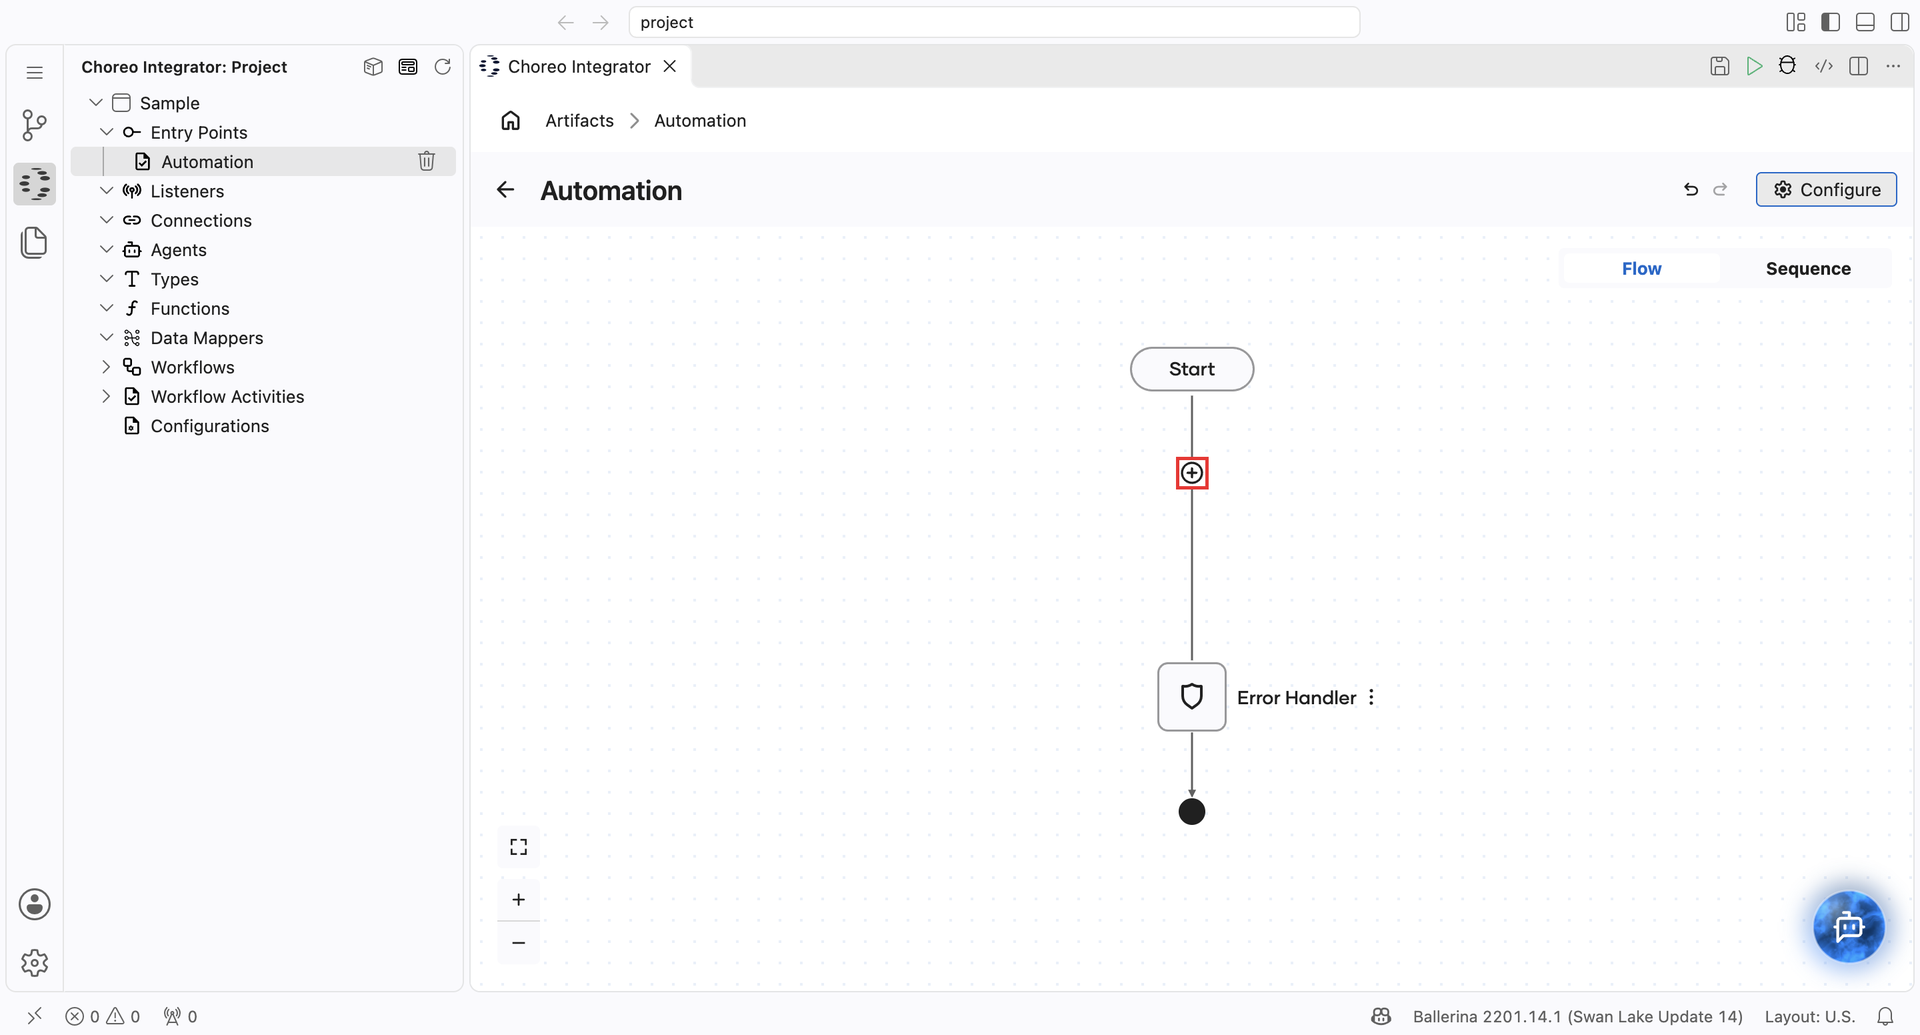 project
Choreo Integrator: Project
Sample
Entry Points
Automation
Listeners
Connections
Agents
Types
Functions
Data Mappers
Workflows
Workflow Activities
Configurations
Choreo Integrator
Artifacts
Automation
Automation
Configure
Flow
Sequence
Start
Error Handler
0
0
0
Ballerina 2201.14.1 (Swan Lake Update 14)
Layout: U.S.